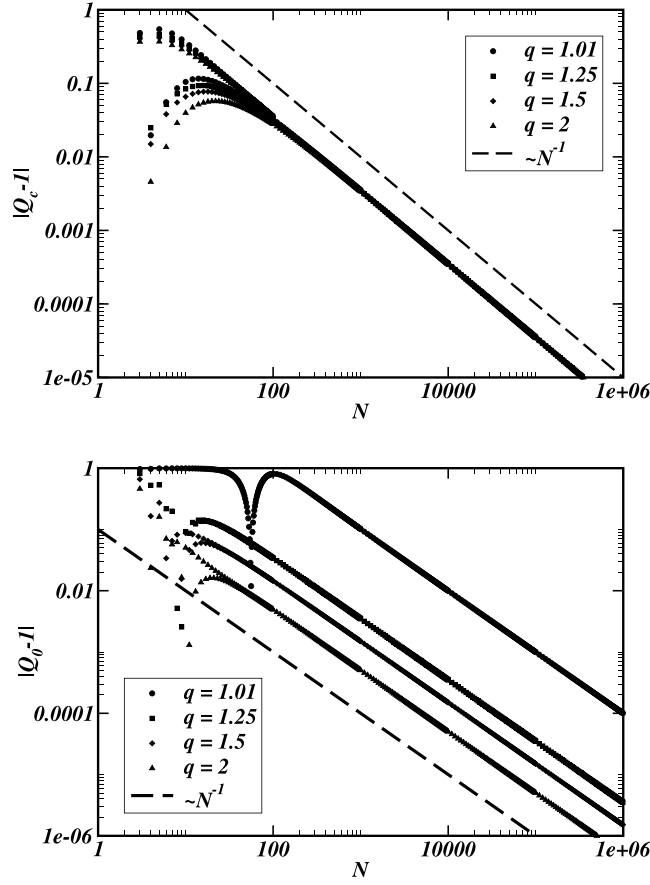 1
0.1
0.01
0.001
0.0001
1e-05
|Q_c-1|
q = 1.01
q = 1.25
q = 1.5
q = 2
~N^-1
1 100 10000 1e+06
N
1
0.01
0.0001
1e-06
|Q_0-1|
q = 1.01
q = 1.25
q = 1.5
q = 2
~N^-1
1 100 10000 1e+06
N